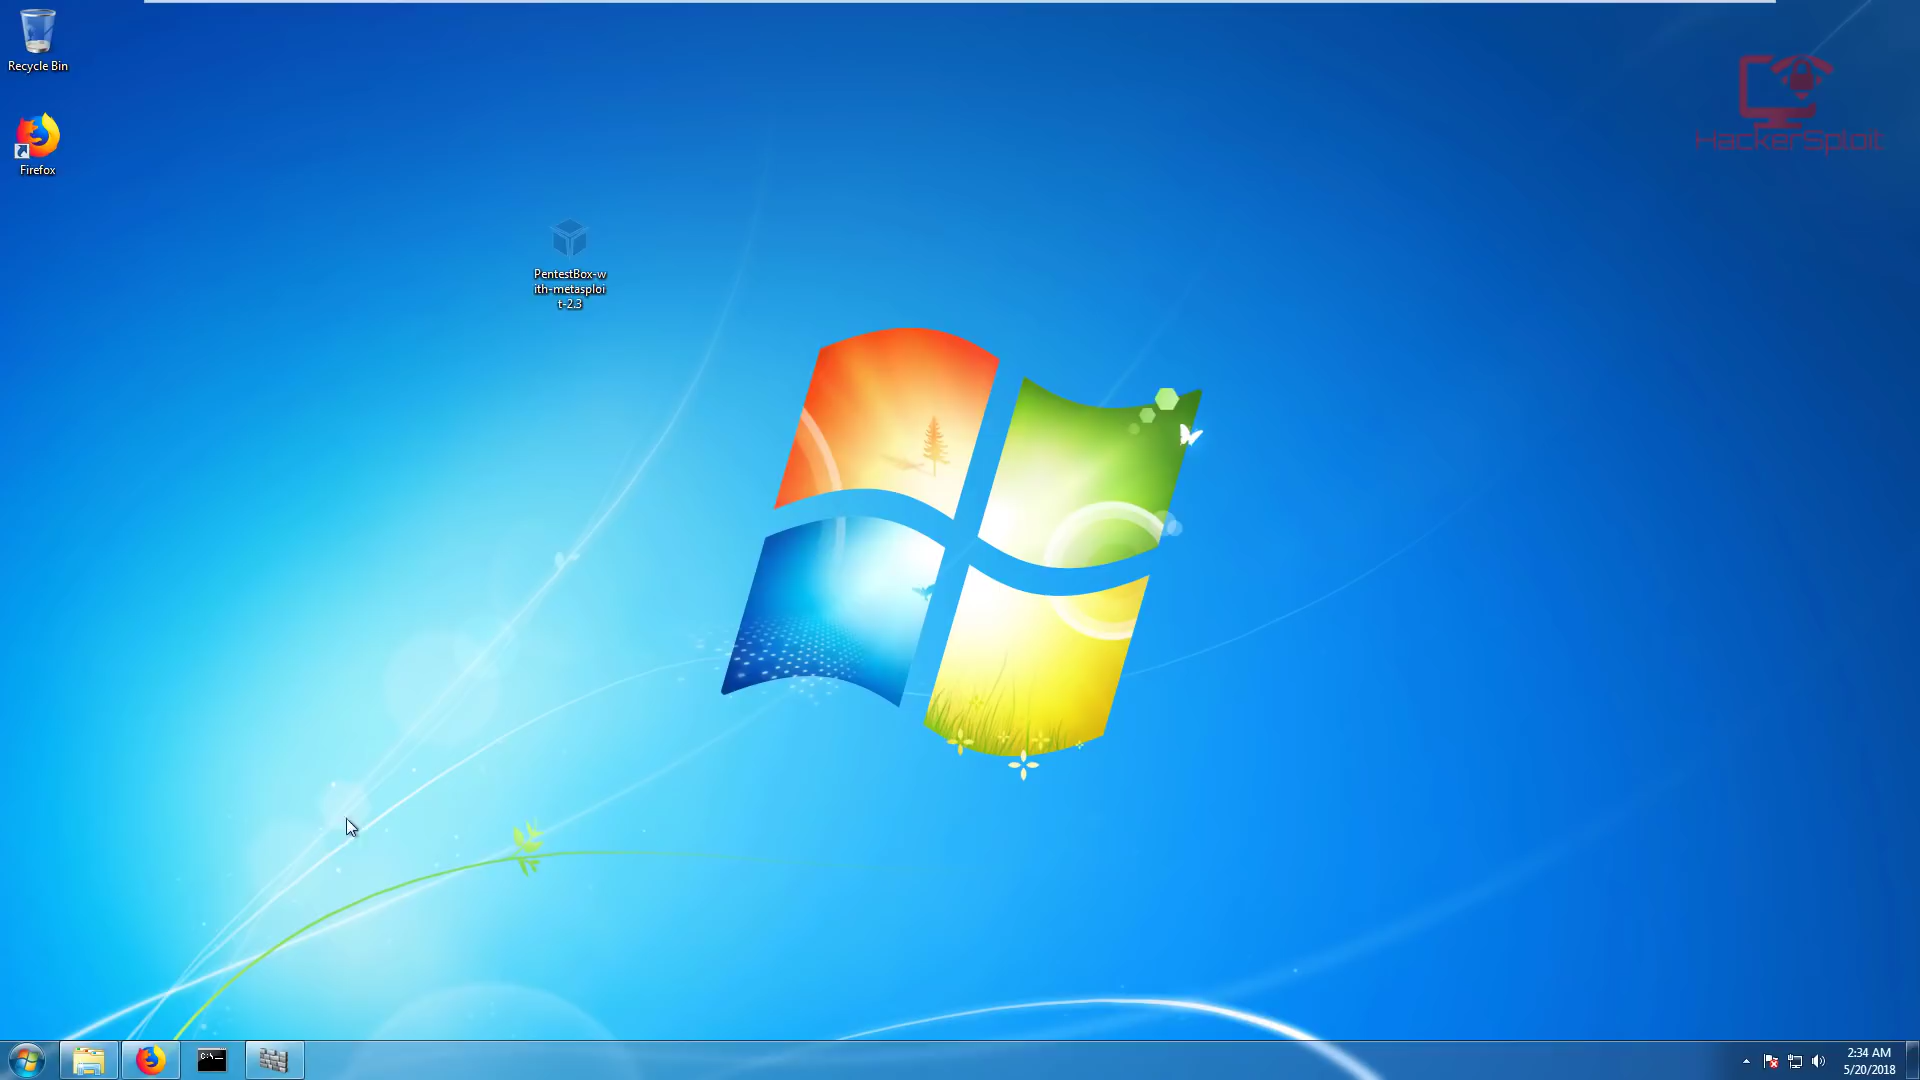 Recycle Bin
HackerSploit
Firefox
PentestBox-w
ith-metasploi
t-2.3
C:\_
2:34 AM
5/20/2018